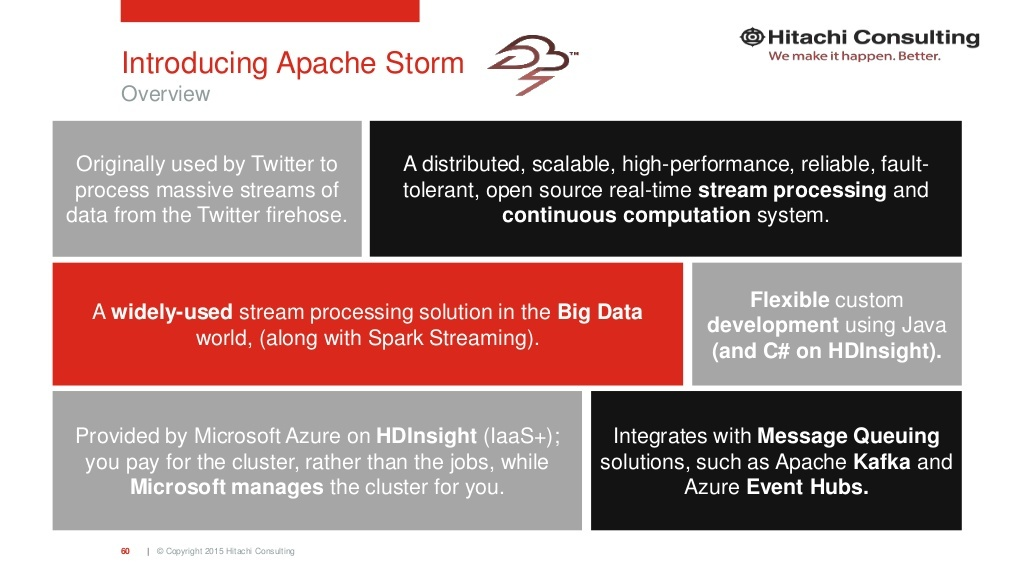 Introducing Apache Storm
Overview
™
Hitachi Consulting
We make it happen. Better.
Originally used by Twitter to
process massive streams of
data from the Twitter firehose.
A distributed, scalable, high-performance, reliable, fault-
tolerant, open source real-time stream processing and
continuous computation system.
A widely-used stream processing solution in the Big Data
world, (along with Spark Streaming).
Flexible custom
development using Java
(and C# on HDInsight).
Provided by Microsoft Azure on HDInsight (IaaS+);
you pay for the cluster, rather than the jobs, while
Microsoft manages the cluster for you.
Integrates with Message Queuing
solutions, such as Apache Kafka and
Azure Event Hubs.
60 | © Copyright 2015 Hitachi Consulting